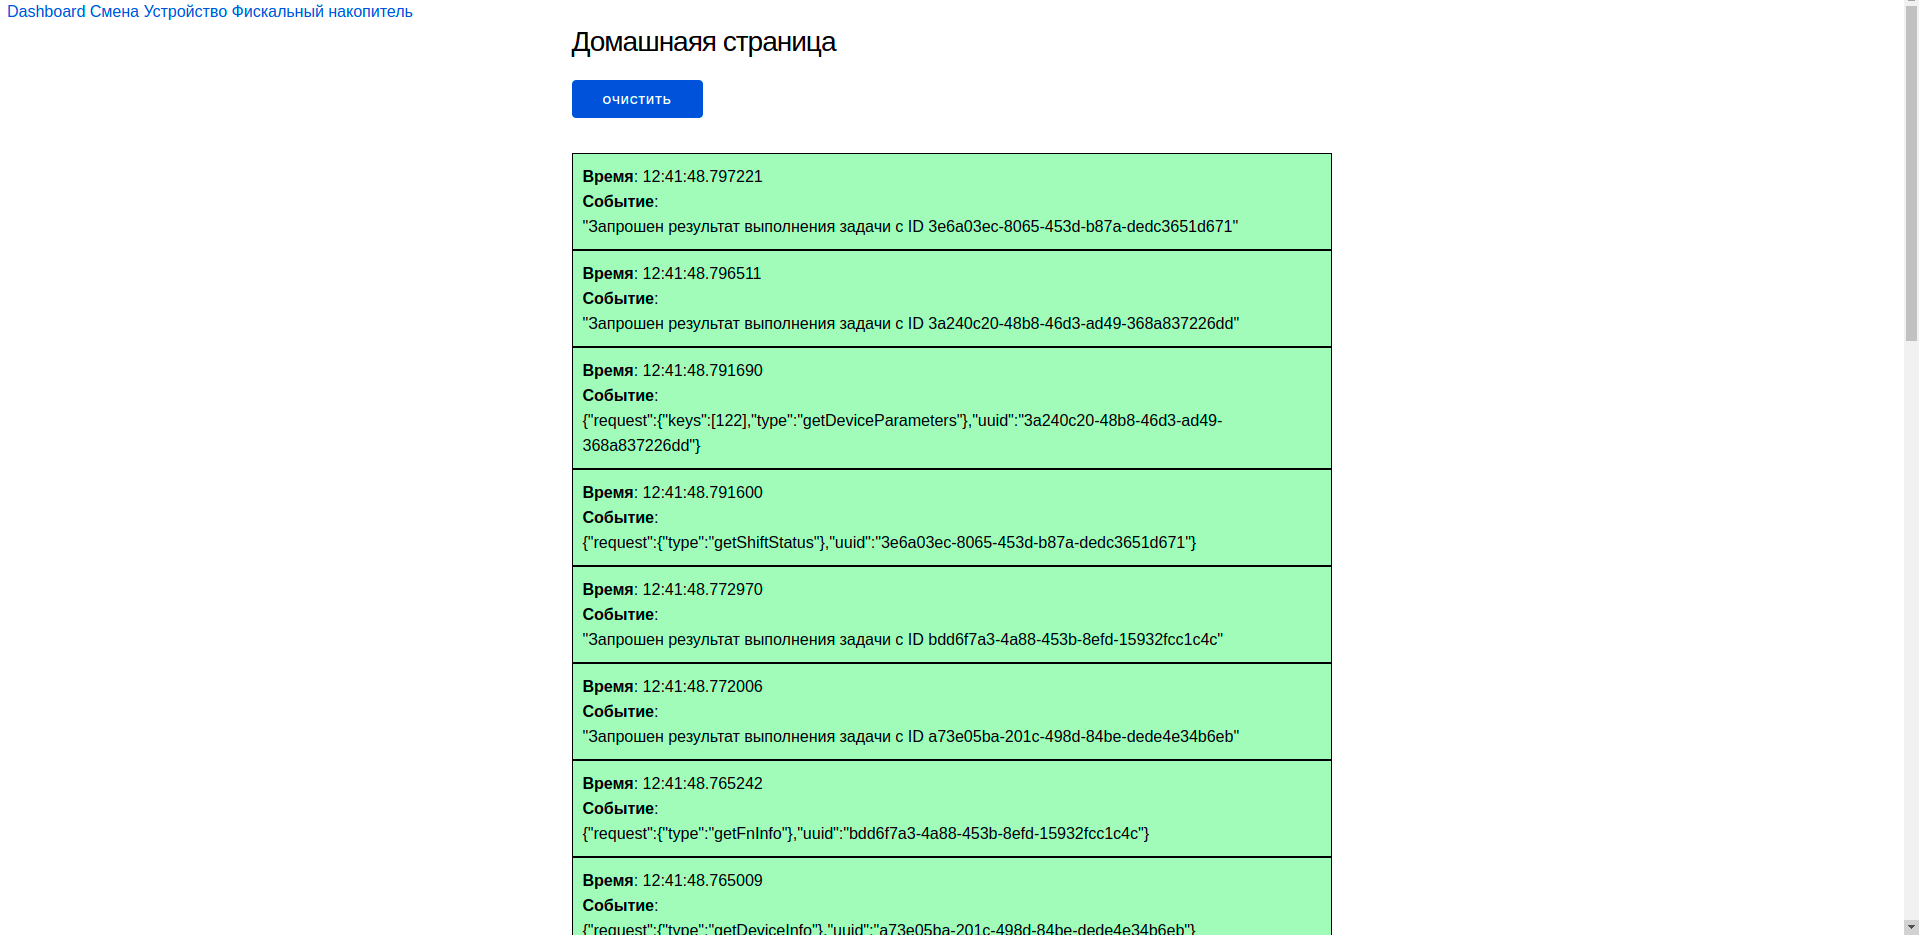 Dashboard Смена Устройство Фискальный накопитель
Домашнаяя страница
ОЧИСТИТЬ
Время: 12:41:48.797221
Событие:
"Запрошен результат выполнения задачи с ID 3e6a03ec-8065-453d-b87a-dedc3651d671"
Время: 12:41:48.796511
Событие:
"Запрошен результат выполнения задачи с ID 3a240c20-48b8-46d3-ad49-368a837226dd"
Время: 12:41:48.791690
Событие:
{"request":{"keys":[122],"type":"getDeviceParameters"},"uuid":"3a240c20-48b8-46d3-ad49-
368a837226dd"}
Время: 12:41:48.791600
Событие:
{"request":{"type":"getShiftStatus"},"uuid":"3e6a03ec-8065-453d-b87a-dedc3651d671"}
Время: 12:41:48.772970
Событие:
"Запрошен результат выполнения задачи с ID bdd6f7a3-4a88-453b-8efd-15932fcc1c4c"
Время: 12:41:48.772006
Событие:
"Запрошен результат выполнения задачи с ID a73e05ba-201c-498d-84be-dede4e34b6eb"
Время: 12:41:48.765242
Событие:
{"request":{"type":"getFnInfo"},"uuid":"bdd6f7a3-4a88-453b-8efd-15932fcc1c4c"}
Время: 12:41:48.765009
Событие:
{"request":{"type":"getDeviceInfo"},"uuid":"a73e05ba-201c-498d-84be-dede4e34b6eb"}